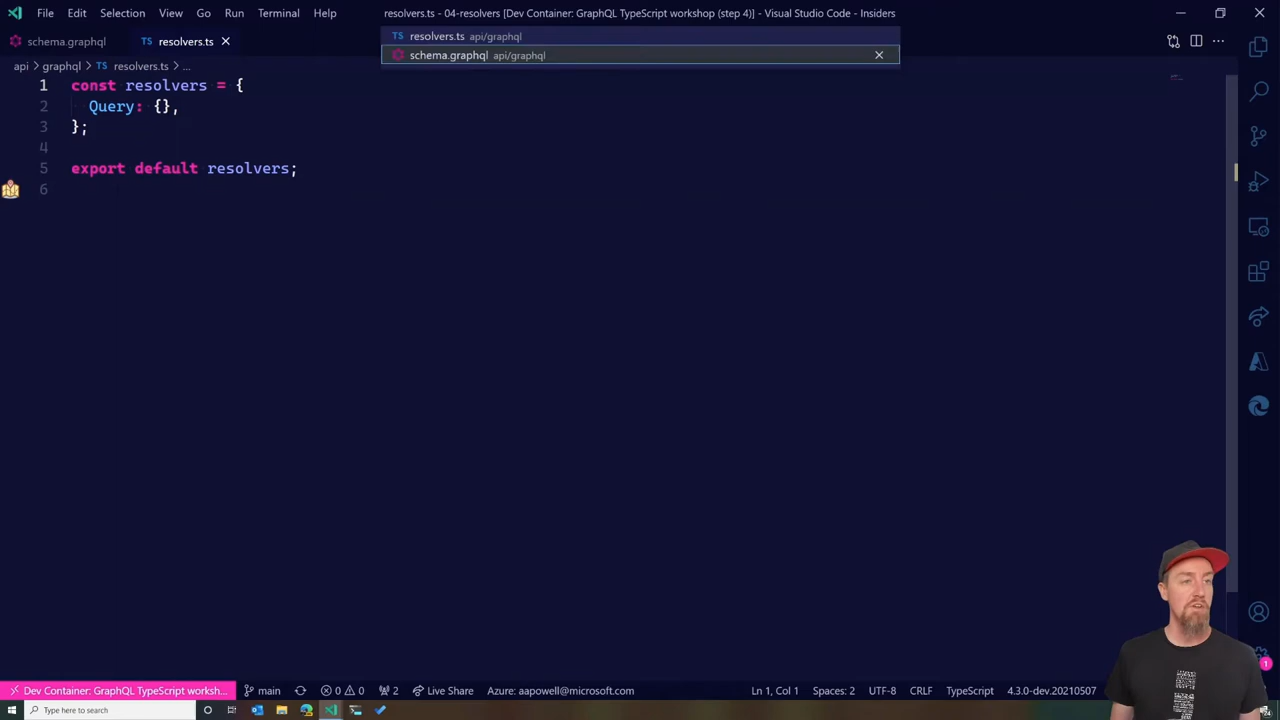 File Edit Selection View Go Run Terminal Help
resolvers.ts - 04-resolvers [Dev Container: GraphQL TypeScript workshop (step 4)] - Visual Studio Code - Insiders
schema.graphql
TS resolvers.ts
TS resolvers.ts api/graphql
schema.graphql api/graphql
api > graphql > TS resolvers.ts > ...
1 const resolvers = {
2 Query: {},
3 };
4
5 export default resolvers;
6
1
Dev Container: GraphQL TypeScript worksh... main 0 0 2 Live Share Azure: aapowell@microsoft.com Ln 1, Col 1 Spaces: 2 UTF-8 CRLF TypeScript 4.3.0-dev.20210507
Type here to search